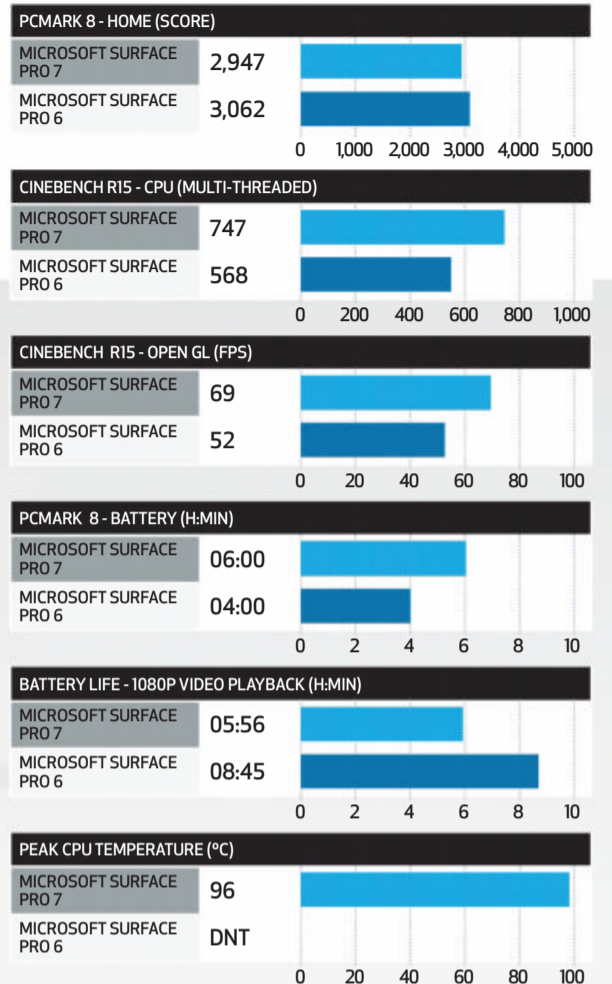 PCMARK 8 - HOME (SCORE)
MICROSOFT SURFACE
PRO 7
2,947
MICROSOFT SURFACE
PRO 6
3,062
0 1,000 2,000 3,000 4,000 5,000
CINEBENCH R15 - CPU (MULTI-THREADED)
MICROSOFT SURFACE
PRO 7
747
MICROSOFT SURFACE
PRO 6
568
0 200 400 600 800 1,000
CINEBENCH R15 - OPEN GL (FPS)
MICROSOFT SURFACE
PRO 7
69
MICROSOFT SURFACE
PRO 6
52
0 20 40 60 80 100
PCMARK 8 - BATTERY (H:MIN)
MICROSOFT SURFACE
PRO 7
06:00
MICROSOFT SURFACE
PRO 6
04:00
0 2 4 6 8 10
BATTERY LIFE - 1080P VIDEO PLAYBACK (H:MIN)
MICROSOFT SURFACE
PRO 7
05:56
MICROSOFT SURFACE
PRO 6
08:45
0 2 4 6 8 10
PEAK CPU TEMPERATURE (ºC)
MICROSOFT SURFACE
PRO 7
96
MICROSOFT SURFACE
PRO 6
DNT
0 20 40 60 80 100